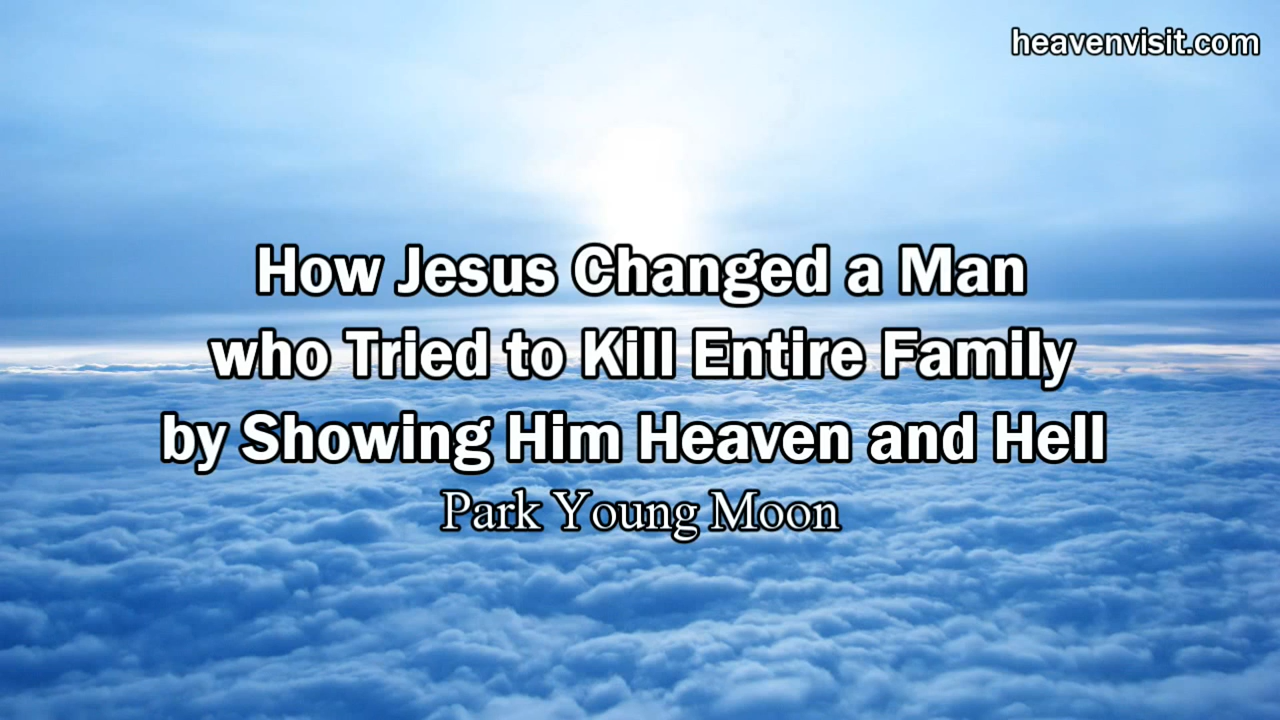 heavenvisit.com
How Jesus Changed a Man
who Tried to Kill Entire Family
by Showing Him Heaven and Hell
Park Young Moon